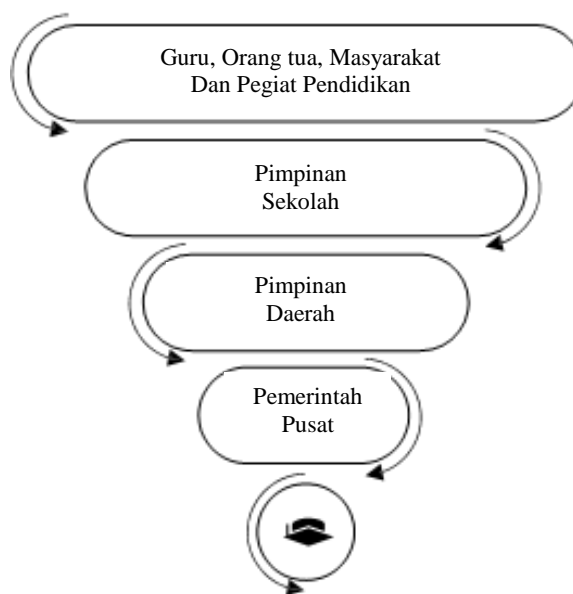 Guru, Orang tua, Masyarakat
Dan Pegiat Pendidikan
Pimpinan
Sekolah
Pimpinan
Daerah
Pemerintah
Pusat